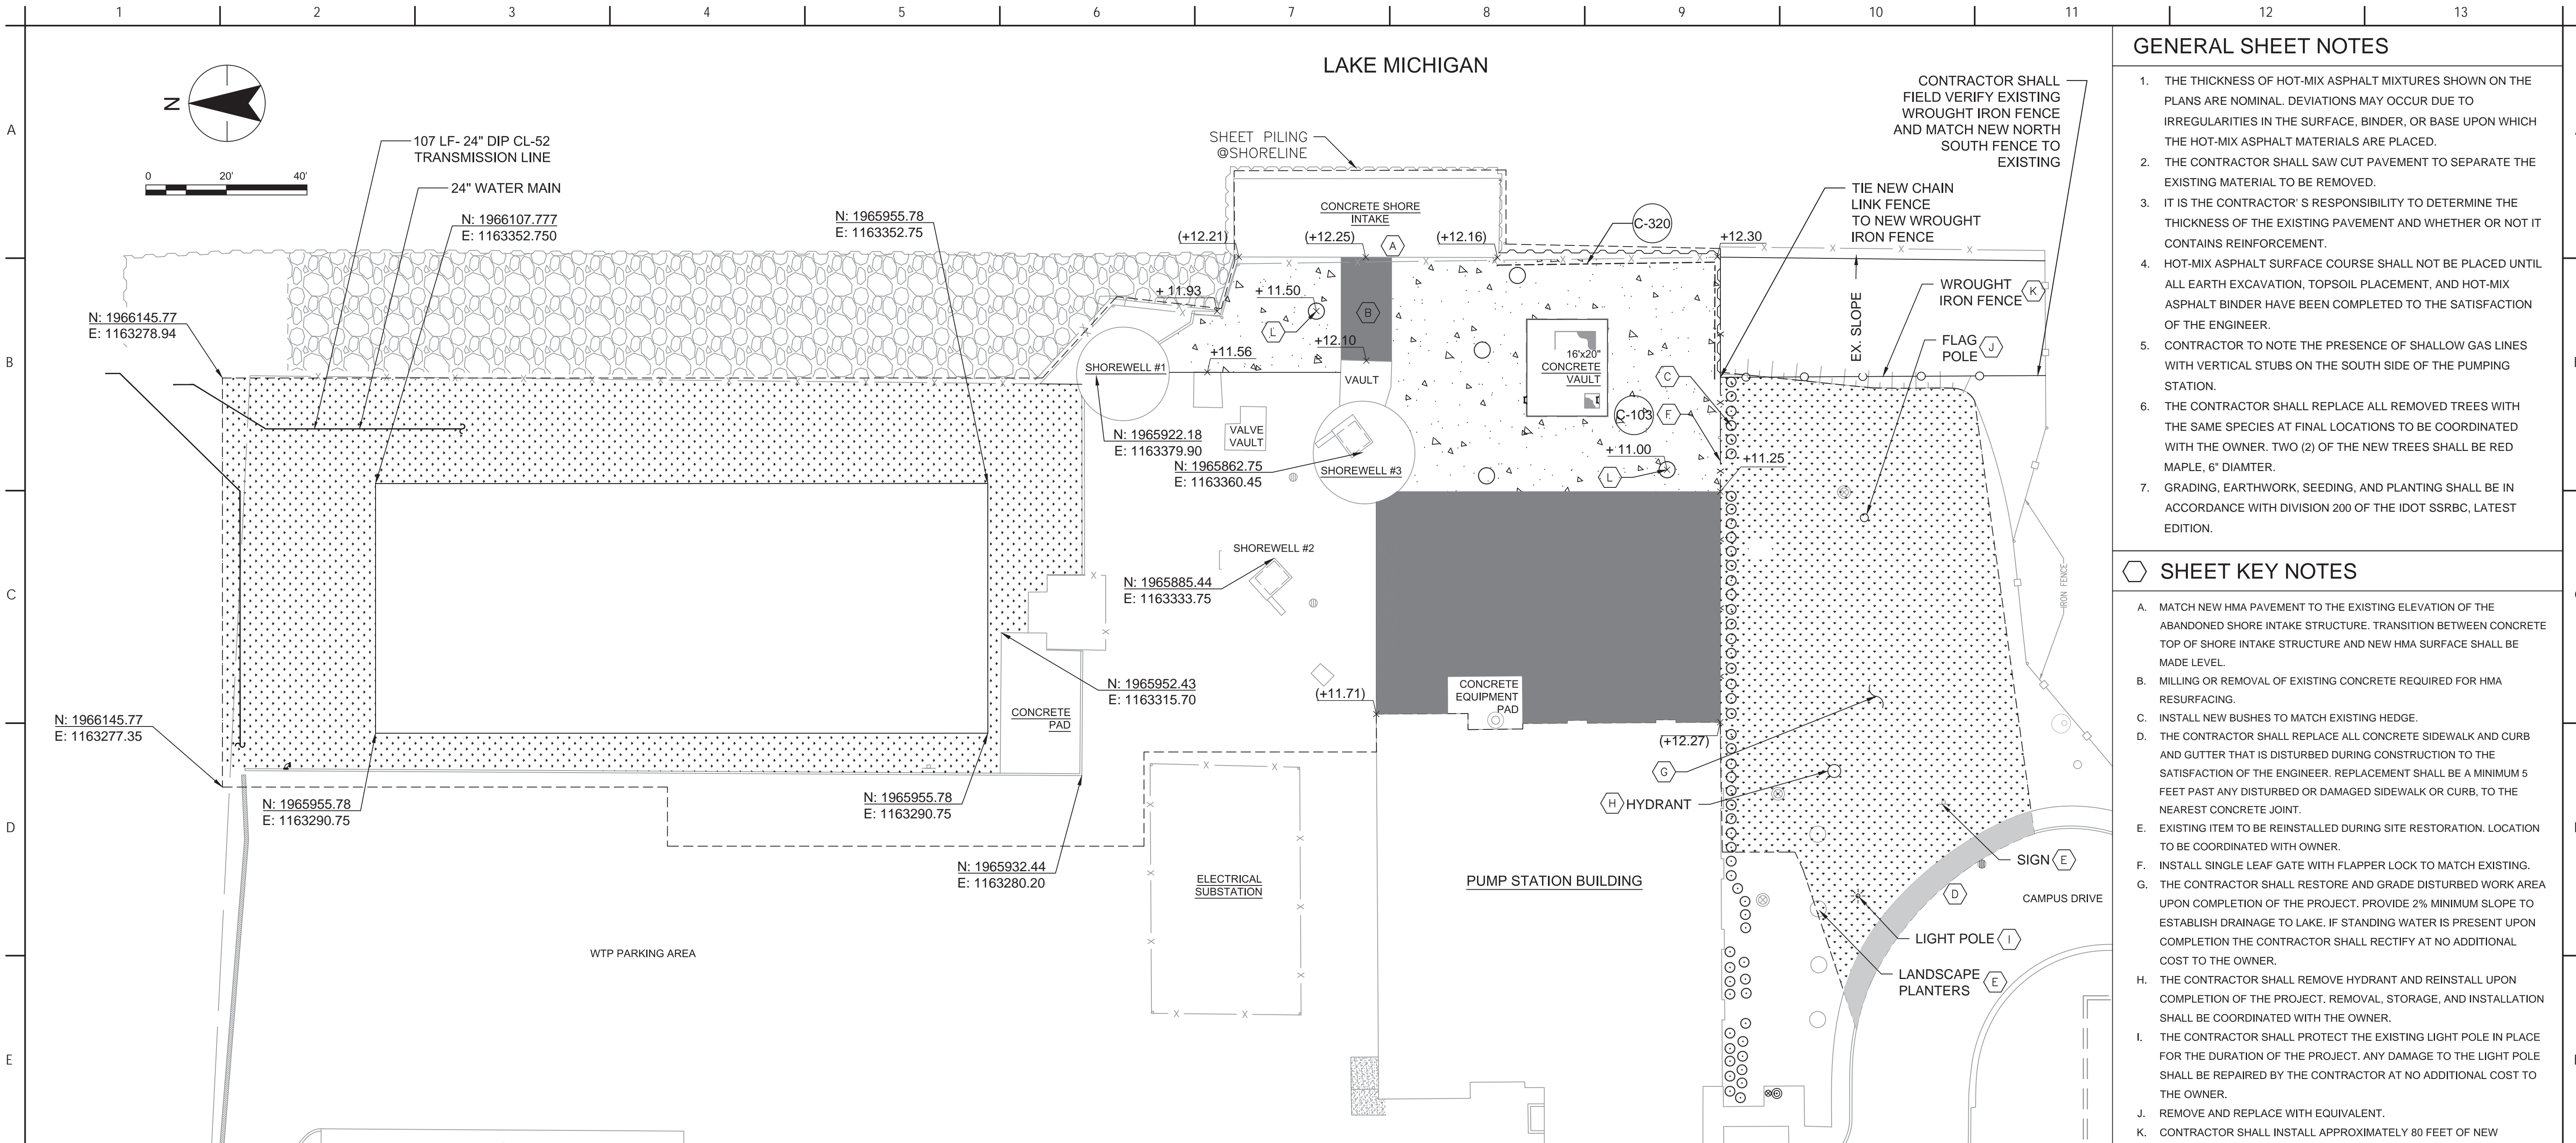 1 2 3 4 5 6 7 8 9 10 11 12 13
A
B
C
D
E
LAKE MICHIGAN
N
0 20' 40'
107 LF- 24" DIP CL-52
TRANSMISSION LINE
24" WATER MAIN
N: 1966107.777
E: 1163352.750
N: 1965955.78
E: 1163352.75
N: 1966145.77
E: 1163278.94
N: 1966145.77
E: 1163277.35
N: 1965955.78
E: 1163290.75
N: 1965955.78
E: 1163290.75
N: 1965932.44
E: 1163280.20
N: 1965952.43
E: 1163315.70
CONCRETE
PAD
WTP PARKING AREA
SHEET PILING
@SHORELINE
CONCRETE SHORE
INTAKE
(+12.21)
(+12.25)
A
(+12.16)
C-320
+12.30
+ 11.93
+ 11.50
L
B
+12.10
+11.56
SHOREWELL #1
VAULT
VALVE
VAULT
N: 1965922.18
E: 1163379.90
N: 1965862.75
E: 1163360.45
SHOREWELL #3
SHOREWELL #2
N: 1965885.44
E: 1163333.75
16'x20"
CONCRETE
VAULT
C
C-103
F
+ 11.00
L
+11.25
(+11.71)
CONCRETE
EQUIPMENT
PAD
(+12.27)
G
H HYDRANT
ELECTRICAL
SUBSTATION
PUMP STATION BUILDING
CONTRACTOR SHALL
FIELD VERIFY EXISTING
WROUGHT IRON FENCE
AND MATCH NEW NORTH
SOUTH FENCE TO
EXISTING
TIE NEW CHAIN
LINK FENCE
TO NEW WROUGHT
IRON FENCE
EX. SLOPE
WROUGHT
IRON FENCE K
FLAG
POLE J
IRON FENCE
SIGN E
D
CAMPUS DRIVE
LIGHT POLE I
LANDSCAPE
PLANTERS E
GENERAL SHEET NOTES
1. THE THICKNESS OF HOT-MIX ASPHALT MIXTURES SHOWN ON THE
PLANS ARE NOMINAL. DEVIATIONS MAY OCCUR DUE TO
IRREGULARITIES IN THE SURFACE, BINDER, OR BASE UPON WHICH
THE HOT-MIX ASPHALT MATERIALS ARE PLACED.
2. THE CONTRACTOR SHALL SAW CUT PAVEMENT TO SEPARATE THE
EXISTING MATERIAL TO BE REMOVED.
3. IT IS THE CONTRACTOR' S RESPONSIBILITY TO DETERMINE THE
THICKNESS OF THE EXISTING PAVEMENT AND WHETHER OR NOT IT
CONTAINS REINFORCEMENT.
4. HOT-MIX ASPHALT SURFACE COURSE SHALL NOT BE PLACED UNTIL
ALL EARTH EXCAVATION, TOPSOIL PLACEMENT, AND HOT-MIX
ASPHALT BINDER HAVE BEEN COMPLETED TO THE SATISFACTION
OF THE ENGINEER.
5. CONTRACTOR TO NOTE THE PRESENCE OF SHALLOW GAS LINES
WITH VERTICAL STUBS ON THE SOUTH SIDE OF THE PUMPING
STATION.
6. THE CONTRACTOR SHALL REPLACE ALL REMOVED TREES WITH
THE SAME SPECIES AT FINAL LOCATIONS TO BE COORDINATED
WITH THE OWNER. TWO (2) OF THE NEW TREES SHALL BE RED
MAPLE, 6" DIAMTER.
7. GRADING, EARTHWORK, SEEDING, AND PLANTING SHALL BE IN
ACCORDANCE WITH DIVISION 200 OF THE IDOT SSRBC, LATEST
EDITION.
SHEET KEY NOTES
A. MATCH NEW HMA PAVEMENT TO THE EXISTING ELEVATION OF THE
ABANDONED SHORE INTAKE STRUCTURE. TRANSITION BETWEEN CONCRETE
TOP OF SHORE INTAKE STRUCTURE AND NEW HMA SURFACE SHALL BE
MADE LEVEL.
B. MILLING OR REMOVAL OF EXISTING CONCRETE REQUIRED FOR HMA
RESURFACING.
C. INSTALL NEW BUSHES TO MATCH EXISTING HEDGE.
D. THE CONTRACTOR SHALL REPLACE ALL CONCRETE SIDEWALK AND CURB
AND GUTTER THAT IS DISTURBED DURING CONSTRUCTION TO THE
SATISFACTION OF THE ENGINEER. REPLACEMENT SHALL BE A MINIMUM 5
FEET PAST ANY DISTURBED OR DAMAGED SIDEWALK OR CURB, TO THE
NEAREST CONCRETE JOINT.
E. EXISTING ITEM TO BE REINSTALLED DURING SITE RESTORATION. LOCATION
TO BE COORDINATED WITH OWNER.
F. INSTALL SINGLE LEAF GATE WITH FLAPPER LOCK TO MATCH EXISTING.
G. THE CONTRACTOR SHALL RESTORE AND GRADE DISTURBED WORK AREA
UPON COMPLETION OF THE PROJECT. PROVIDE 2% MINIMUM SLOPE TO
ESTABLISH DRAINAGE TO LAKE. IF STANDING WATER IS PRESENT UPON
COMPLETION THE CONTRACTOR SHALL RECTIFY AT NO ADDITIONAL
COST TO THE OWNER.
H. THE CONTRACTOR SHALL REMOVE HYDRANT AND REINSTALL UPON
COMPLETION OF THE PROJECT. REMOVAL, STORAGE, AND INSTALLATION
SHALL BE COORDINATED WITH THE OWNER.
I. THE CONTRACTOR SHALL PROTECT THE EXISTING LIGHT POLE IN PLACE
FOR THE DURATION OF THE PROJECT. ANY DAMAGE TO THE LIGHT POLE
SHALL BE REPAIRED BY THE CONTRACTOR AT NO ADDITIONAL COST TO
THE OWNER.
J. REMOVE AND REPLACE WITH EQUIVALENT.
K. CONTRACTOR SHALL INSTALL APPROXIMATELY 80 FEET OF NEW